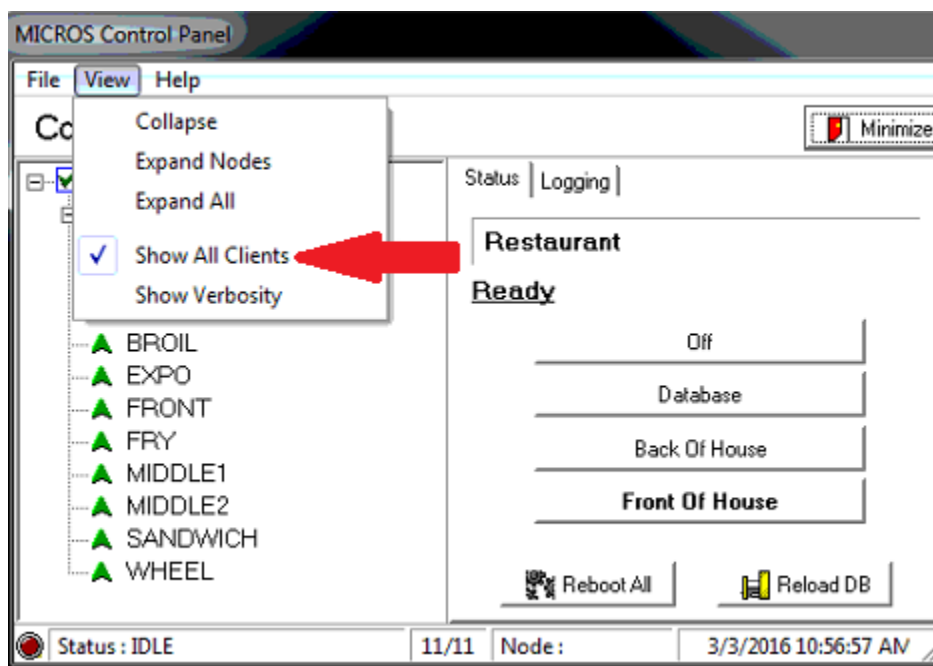 MICROS Control Panel
File View Help
Co
Minimize
Collapse
Expand Nodes
Expand All
Show All Clients
Show Verbosity
BROIL
EXPO
FRONT
FRY
MIDDLE1
MIDDLE2
SANDWICH
WHEEL
Status Logging
Restaurant
Ready
Off
Database
Back Of House
Front Of House
Reboot All Reload DB
Status : IDLE 11/11 Node : 3/3/2016 10:56:57 AM